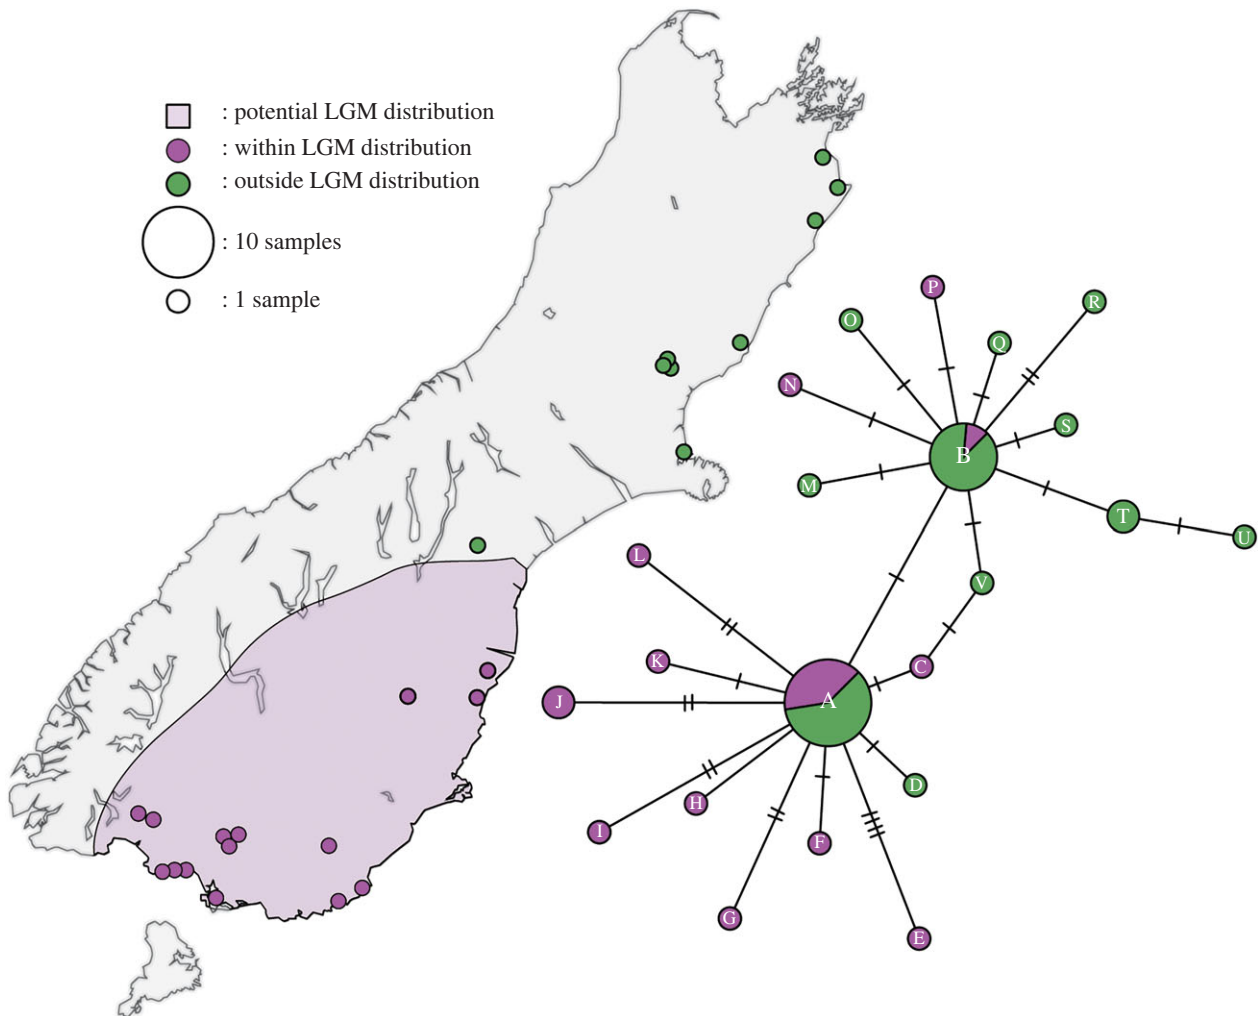 : potential LGM distribution
: within LGM distribution
: outside LGM distribution
: 10 samples
: 1 sample
P
R
O
Q
N
S
B
M
T
U
L
V
K
C
J
A
D
H
I
F
G
E